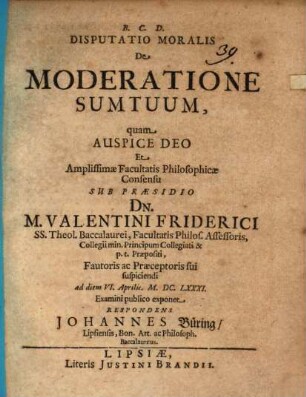 B. C. D.
DISPUTATIO MORALIS
De
39.
MODERATIONE
SUMTUUM,
quam
AUSPICE DEO
Et
Amplissimæ Facultatis Philosophicæ
Consensu
SUB PRÆSIDIO
DN.
M. VALENTINI FRIDERICI
SS. Theol. Baccalaurei, Facultatis Philos. Assessoris,
Collegii min. Principum Collegiati &
p. t. Præpositi,
Fautoris ac Præceptoris sui
suspiciendi
ad diem VI. Aprilis. M. DC. LXXXI.
Examini publico exponet
RESPONDENS
JOHANNES Büring/
Lipsiensis, Bon. Art. ac Philosoph.
Baccalaureus.
LIPSIÆ,
Literis JUSTINI BRANDII.